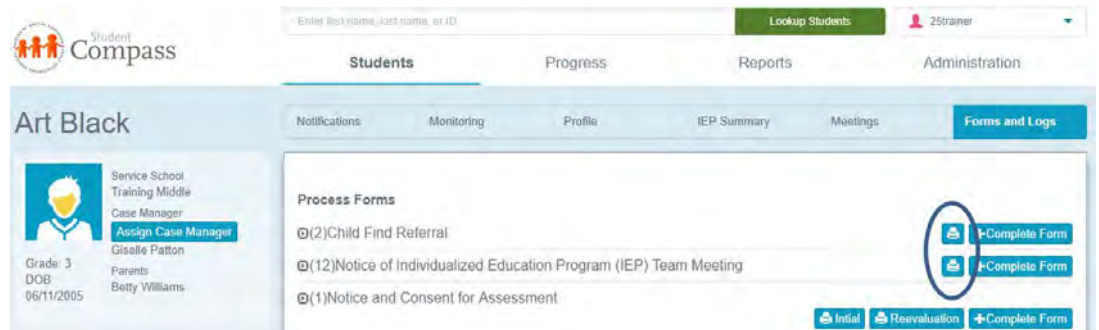 Enter first name, last name, or ID
Lookup Students
25trainer
Student
Compass
Students
Progress
Reports
Administration
Art Black
Notifications
Monitoring
Profile
IEP Summary
Meetings
Forms and Logs
Service School
Training Middle
Case Manager
Assign Case Manager
Giselle Patton
Parents
Betty Williams
Grade: 3
DOB
06/11/2005
Process Forms
(2)Child Find Referral
+Complete Form
(12)Notice of Individualized Education Program (IEP) Team Meeting
+Complete Form
(1)Notice and Consent for Assessment
Intial
Reevaluation
+Complete Form